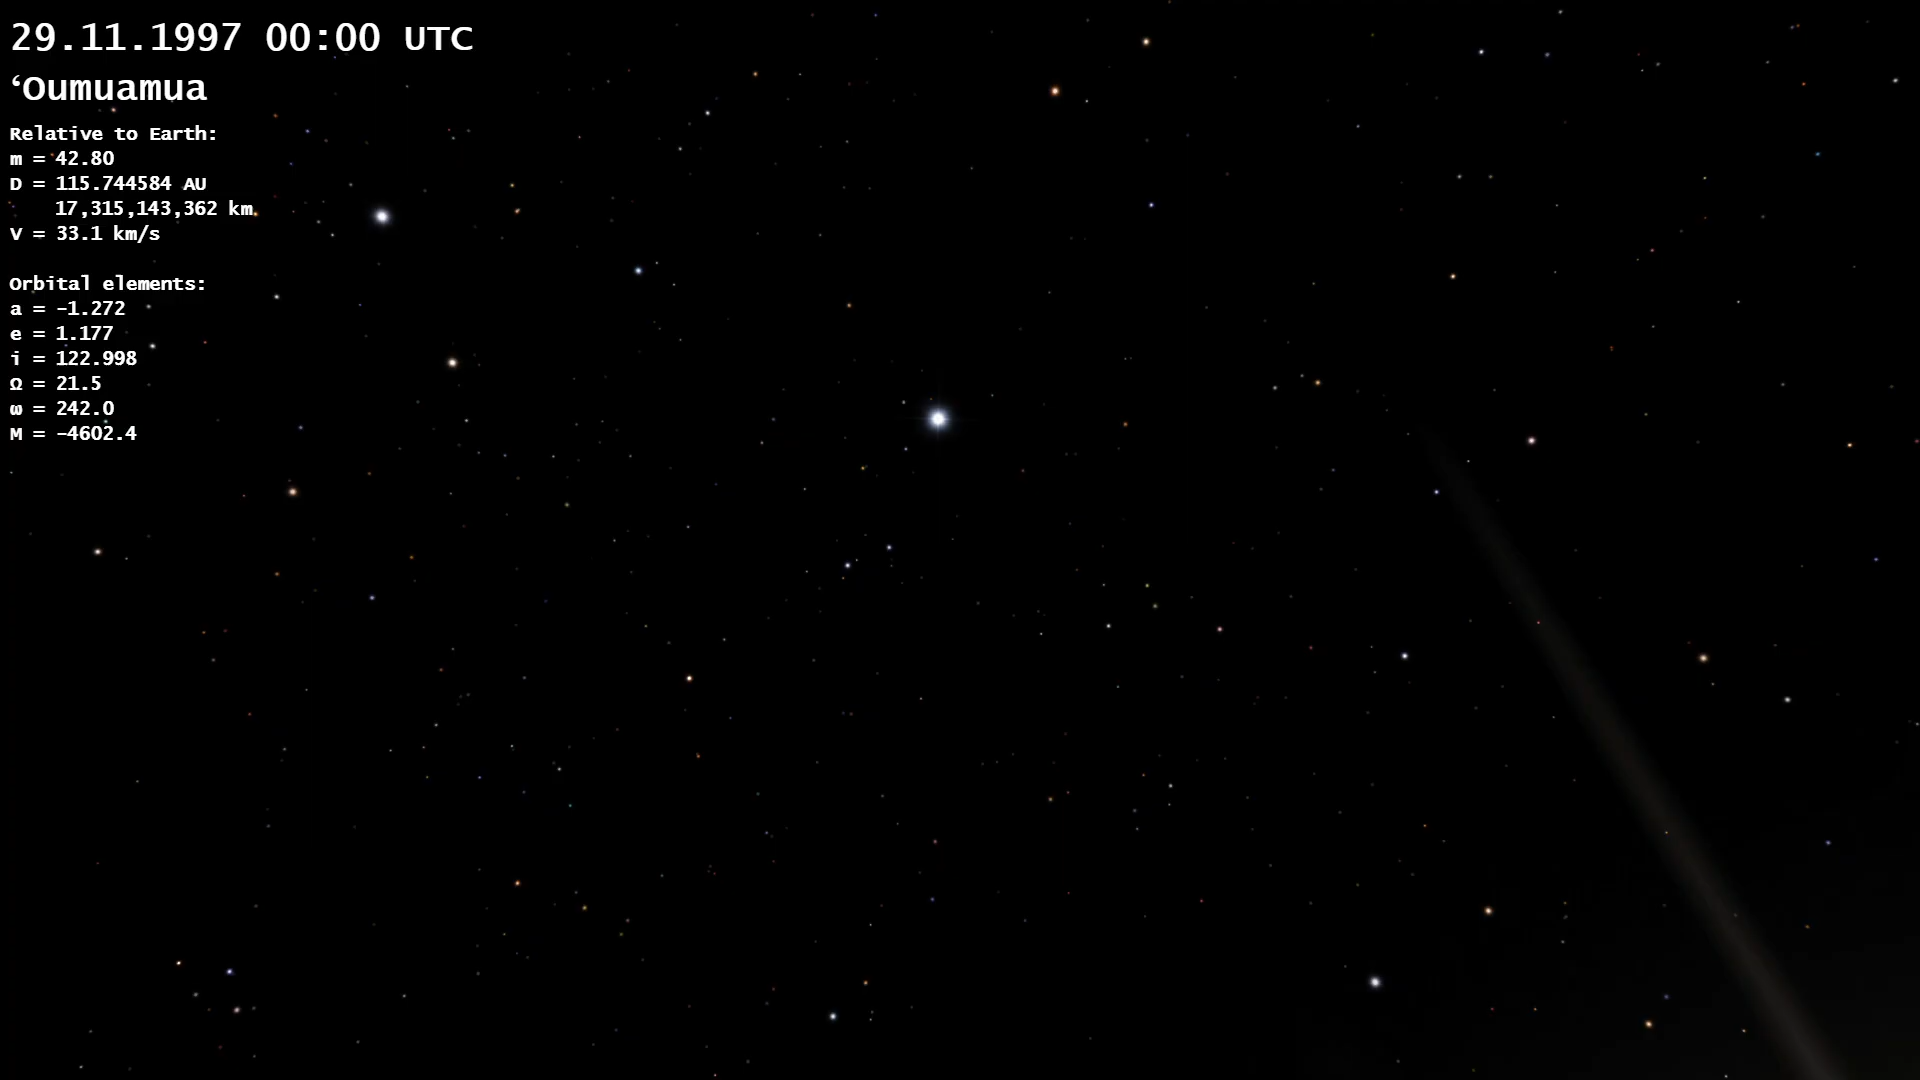 29.11.1997 00:00 UTC
‘Oumuamua
Relative to Earth:
m = 42.80
D = 115.744584 AU
17,315,143,362 km
V = 33.1 km/s
Orbital elements:
a = -1.272
e = 1.177
i = 122.998
Ω = 21.5
ω = 242.0
M = -4602.4